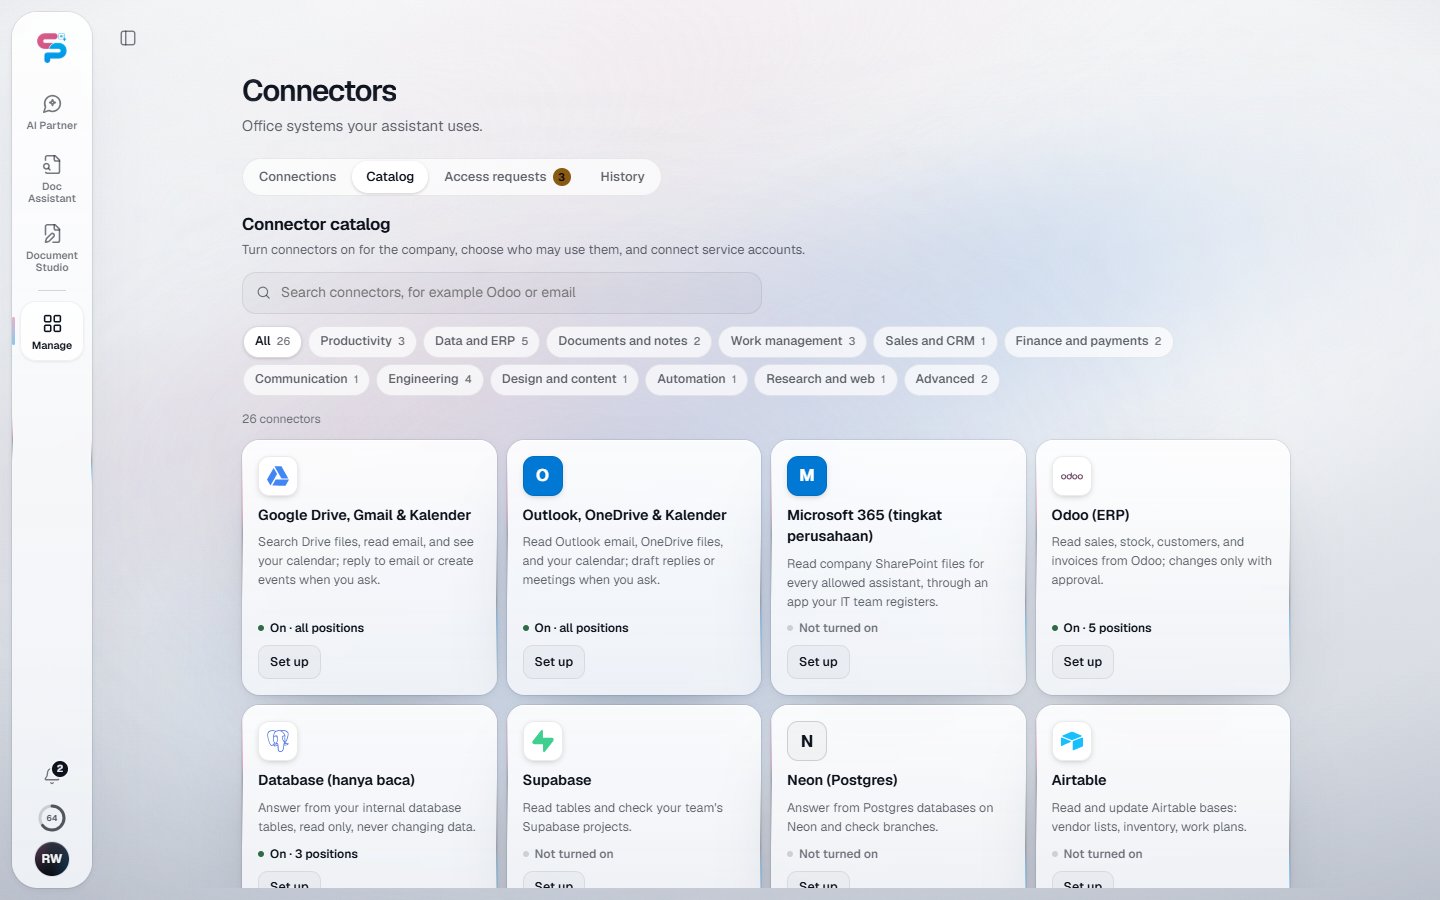 AI Partner
Doc
Assistant
Document
Studio
Manage
2
64
RW
Connectors
Office systems your assistant uses.
Connections
Catalog
Access requests 3
History
Connector catalog
Turn connectors on for the company, choose who may use them, and connect service accounts.
Search connectors, for example Odoo or email
All 26
Productivity 3
Data and ERP 5
Documents and notes 2
Work management 3
Sales and CRM 1
Finance and payments 2
Communication 1
Engineering 4
Design and content 1
Automation 1
Research and web 1
Advanced 2
26 connectors
Google Drive, Gmail & Kalender
Search Drive files, read email, and see
your calendar; reply to email or create
events when you ask.
On · all positions
Set up
O
Outlook, OneDrive & Kalender
Read Outlook email, OneDrive files,
and your calendar; draft replies or
meetings when you ask.
On · all positions
Set up
M
Microsoft 365 (tingkat
perusahaan)
Read company SharePoint files for
every allowed assistant, through an
app your IT team registers.
Not turned on
Set up
odoo
Odoo (ERP)
Read sales, stock, customers, and
invoices from Odoo; changes only with
approval.
On · 5 positions
Set up
Database (hanya baca)
Answer from your internal database
tables, read only, never changing data.
On · 3 positions
Set up
Supabase
Read tables and check your team's
Supabase projects.
Not turned on
Set up
N
Neon (Postgres)
Answer from Postgres databases on
Neon and check branches.
Not turned on
Set up
Airtable
Read and update Airtable bases:
vendor lists, inventory, work plans.
Not turned on
Set up